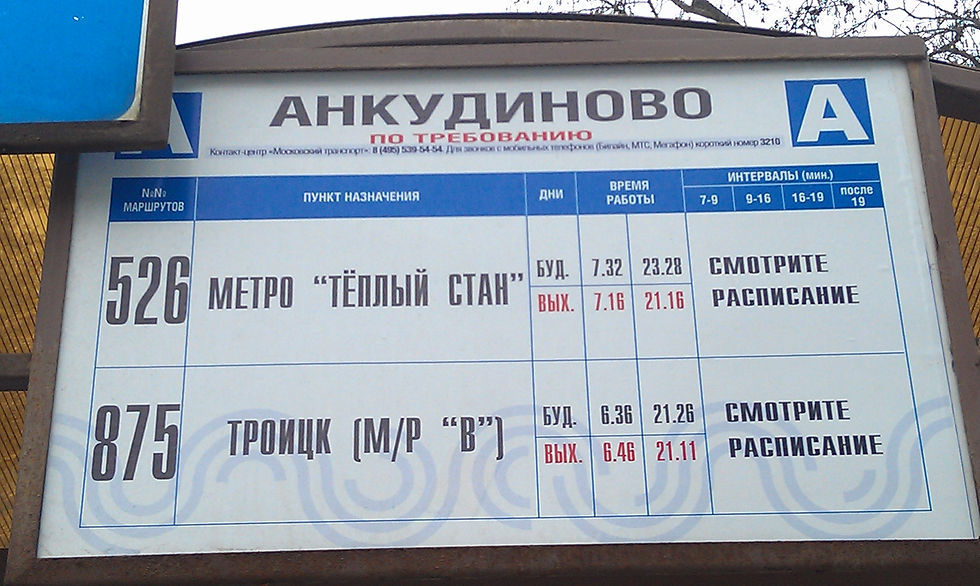 А АНКУДИНОВО А
ПО ТРЕБОВАНИЮ
Контакт-центр «Московский транспорт»: 8 (495) 539-54-54. Для звонков с мобильных телефонов (Билайн, МТС, Мегафон) короткий номер 3210
№№ МАРШРУТОВ
ПУНКТ НАЗНАЧЕНИЯ
ДНИ
ВРЕМЯ РАБОТЫ
ИНТЕРВАЛЫ (мин.)
7-9 9-16 16-19 после 19
526 МЕТРО “ТЁПЛЫЙ СТАН”
БУД. 7.32 23.28 СМОТРИТЕ
ВЫХ. 7.16 21.16 РАСПИСАНИЕ
875 ТРОИЦК (М/Р “В”)
БУД. 6.36 21.26 СМОТРИТЕ
ВЫХ. 6.46 21.11 РАСПИСАНИЕ